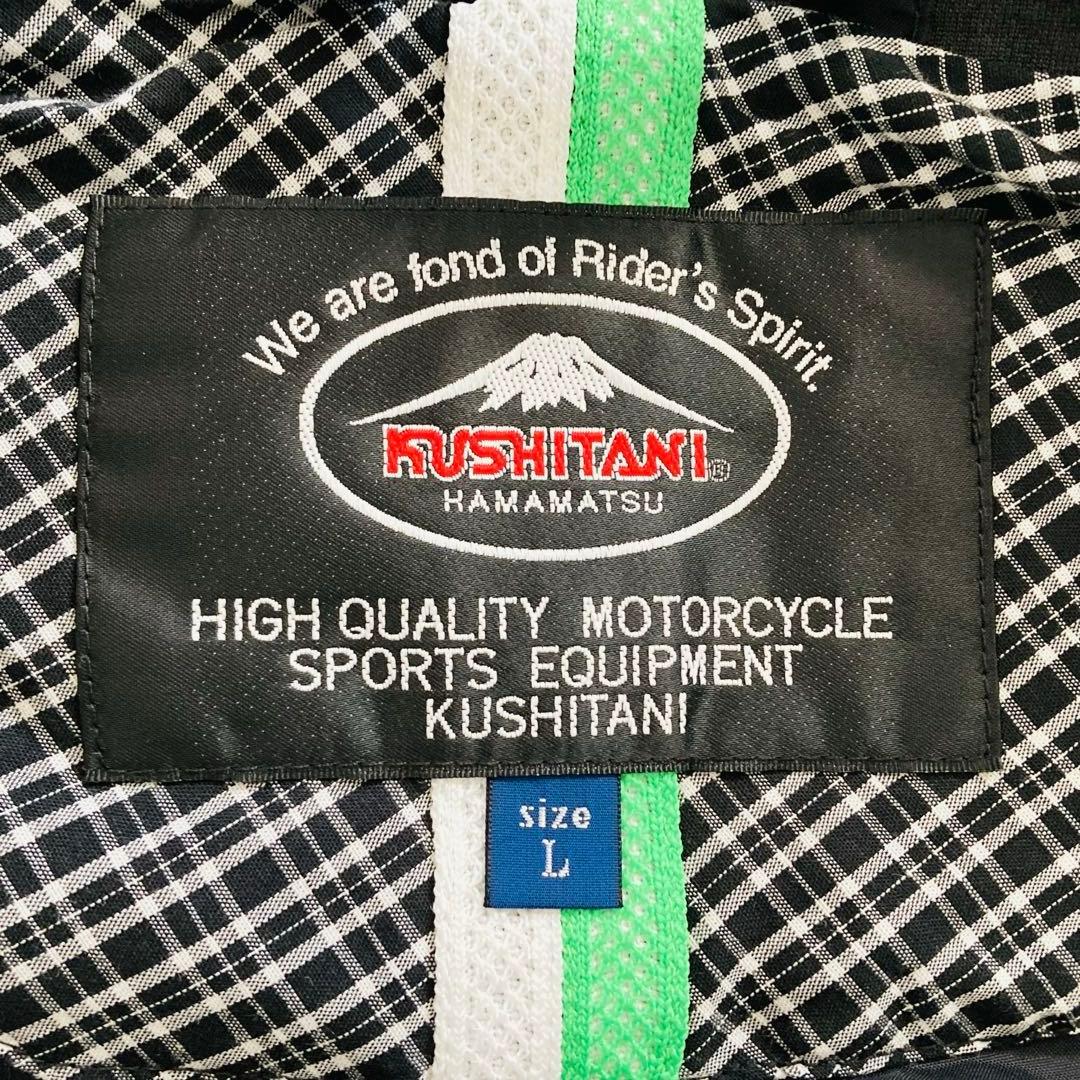 We are fond of Rider's Spirit.
KUSHITANI®
HAMAMATSU
HIGH QUALITY MOTORCYCLE
SPORTS EQUIPMENT
KUSHITANI
size
L